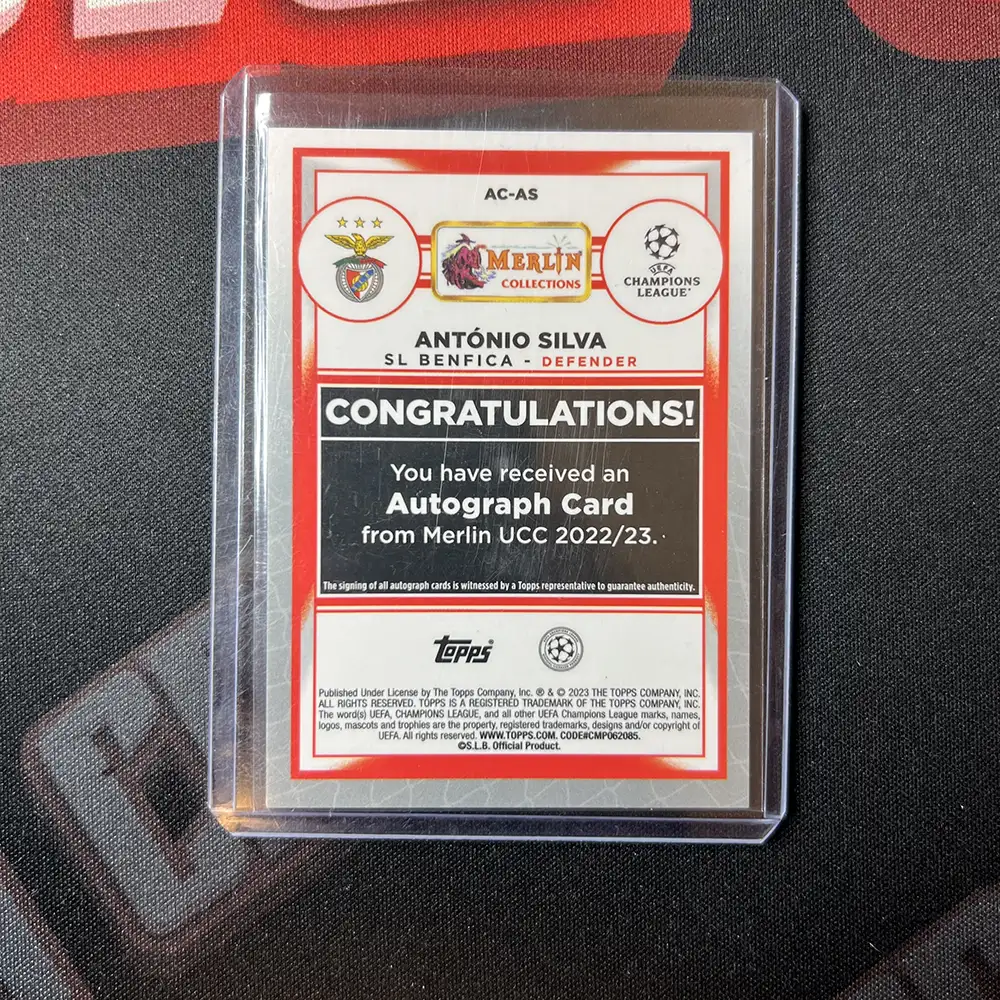 AC-AS
MERLIN
COLLECTIONS
UEFA
CHAMPIONS
LEAGUE
ANTÓNIO SILVA
SL BENFICA - DEFENDER
CONGRATULATIONS!
You have received an
Autograph Card
from Merlin UCC 2022/23.
The signing of all autograph cards is witnessed by a Topps representative to guarantee authenticity.
topps®
Published Under License by The Topps Company, Inc. ® & © 2023 THE TOPPS COMPANY, INC.
ALL RIGHTS RESERVED. TOPPS IS A REGISTERED TRADEMARK OF THE TOPPS COMPANY, INC.
The word(s) UEFA, CHAMPIONS LEAGUE, and all other UEFA Champions League marks, names,
logos, mascots and trophies are the property, registered trademarks, designs and/or copyright of
UEFA. All rights reserved. WWW.TOPPS.COM. CODE#CMP062085.
©S.L.B. Official Product.